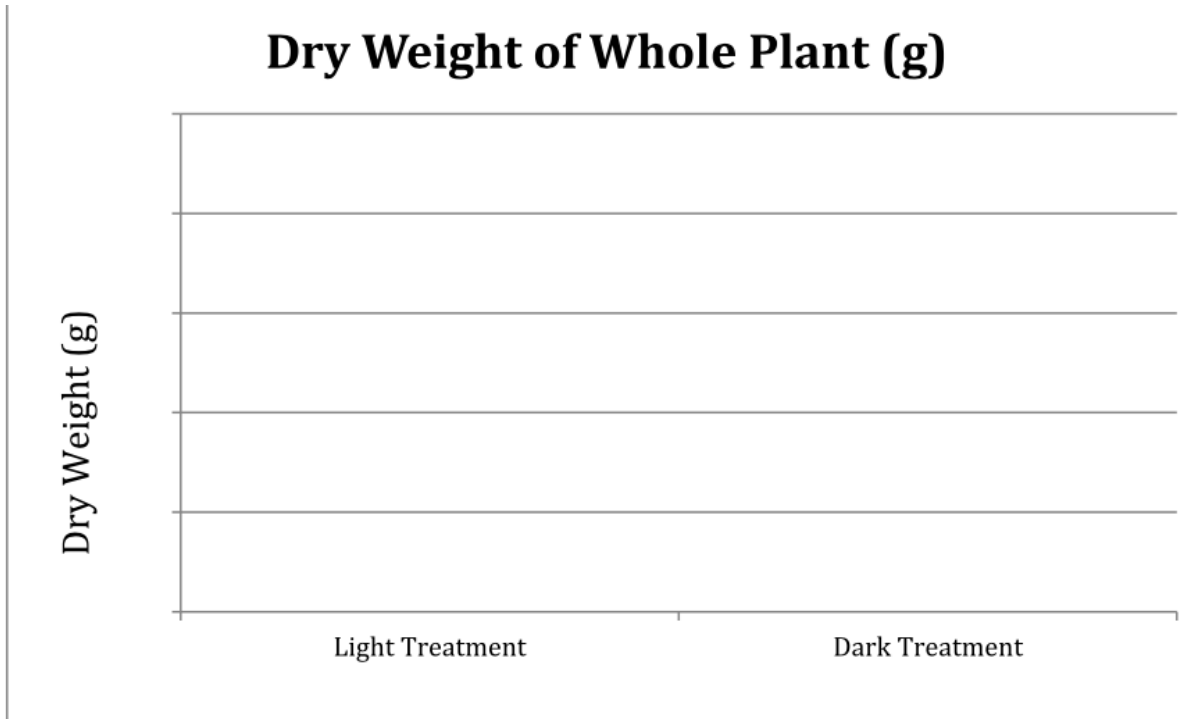 Dry Weight of Whole Plant (g)
Dry Weight (g)
Light Treatment
Dark Treatment